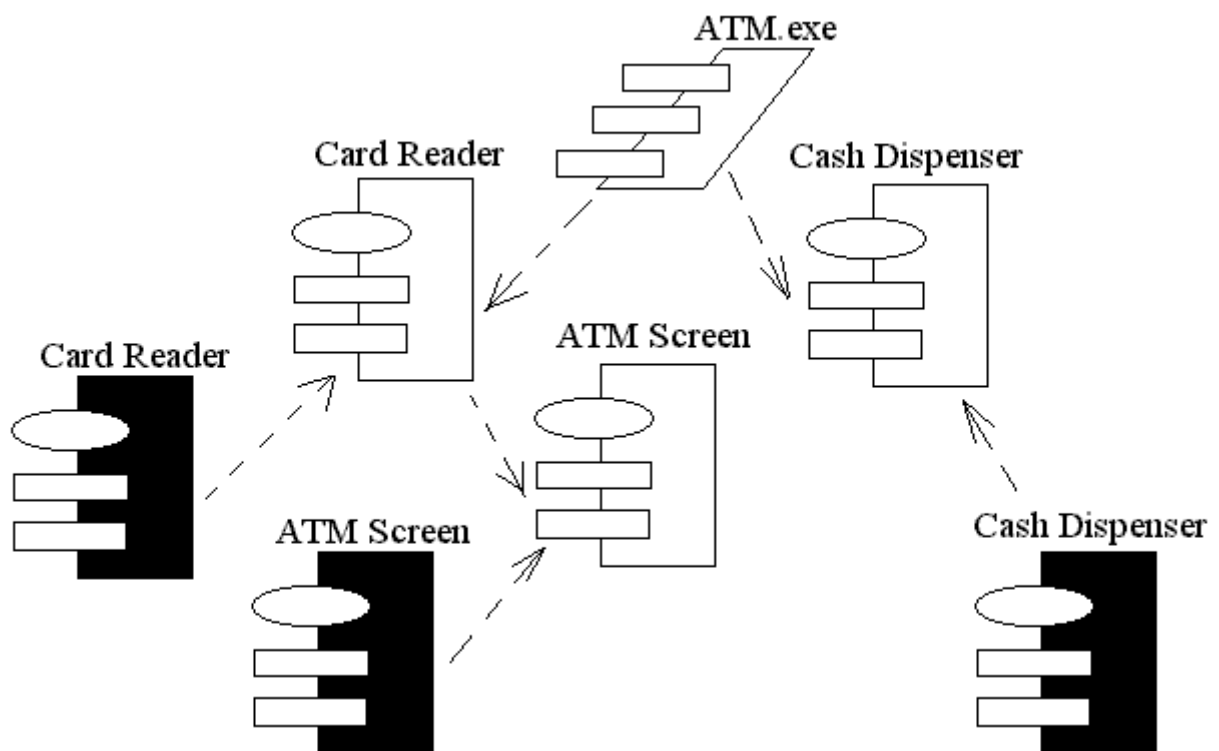 ATM.exe
Card Reader
Cash Dispenser
ATM Screen
Card Reader
ATM Screen
Cash Dispenser